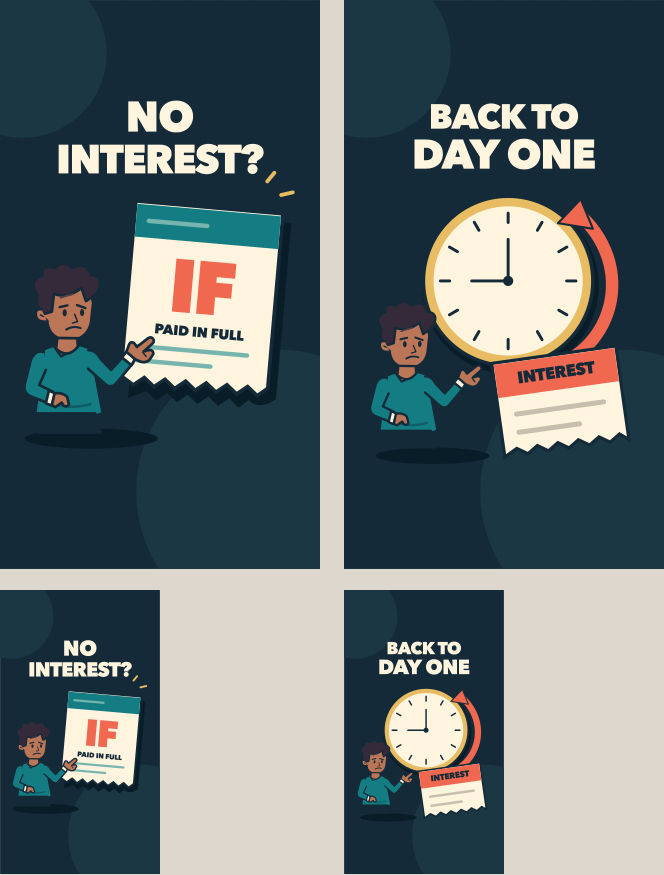 NO
INTEREST?
IF
PAID IN FULL
BACK TO
DAY ONE
INTEREST
NO
INTEREST?
IF
PAID IN FULL
BACK TO
DAY ONE
INTEREST